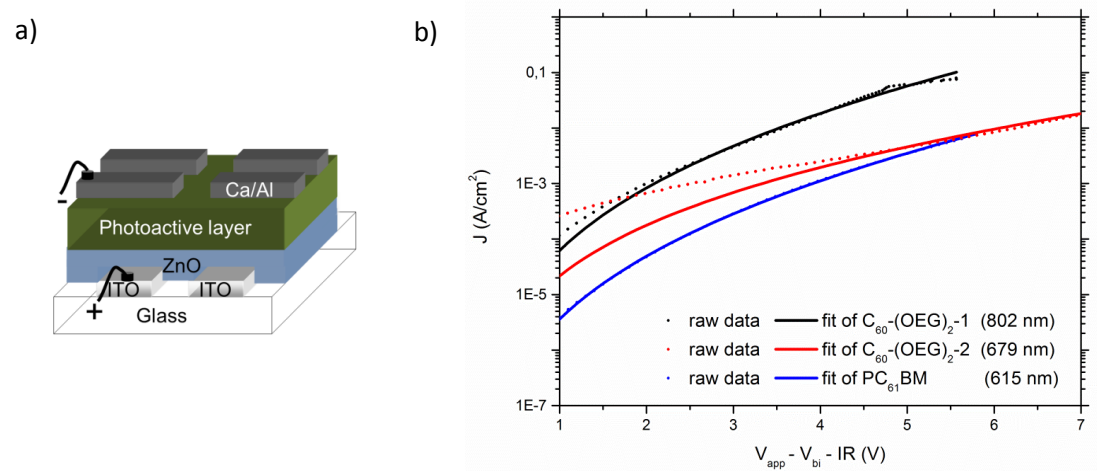 a)
Ca/Al
-
Photoactive layer
ZnO
ITO ITO
+
Glass
b)
0,1
1E-3
1E-5
1E-7
J (A/cm²)
raw data fit of C₆₀-(OEG)₂-1 (802 nm)
raw data fit of C₆₀-(OEG)₂-2 (679 nm)
raw data fit of PC₆₁BM (615 nm)
1 2 3 4 5 6 7
V_app - V_bi - IR (V)